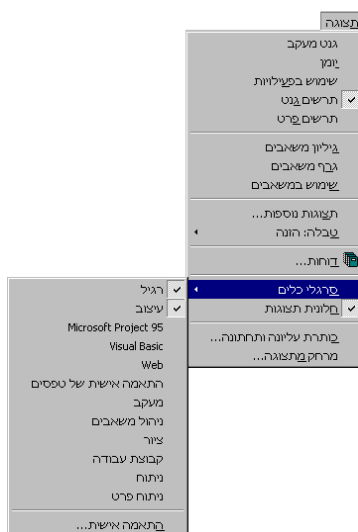 תצוגה
גנט מעקב
יומן
שימוש בפעילויות
תרשים גנט
תרשים פרט
גיליון משאבים
גרף משאבים
שימוש במשאבים
תצוגות נוספות...
טבלה: הונה
דוחות...
סרגלי כלים
חלונית תצוגות
כותרת עליונה ותחתונה...
מרחק מתצוגה...
רגיל
עיצוב
Microsoft Project 95
Visual Basic
Web
התאמה אישית של טפסים
מעקב
ניהול משאבים
ציור
קבוצת עבודה
ניתוח
ניתוח פרט
התאמה אישית...